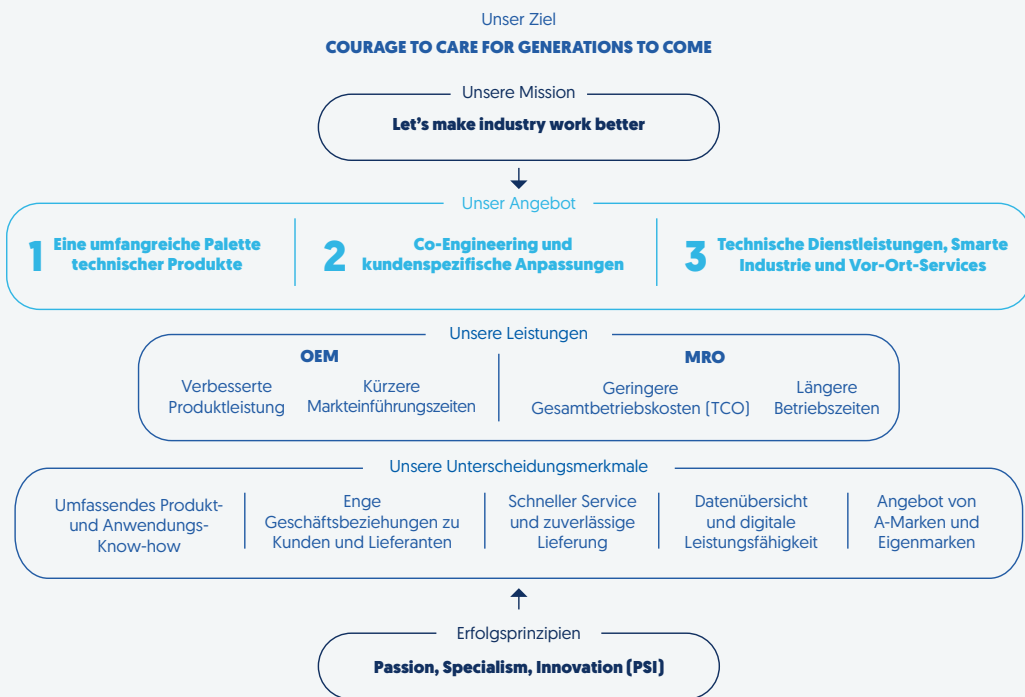 Unser Ziel
COURAGE TO CARE FOR GENERATIONS TO COME
Unsere Mission
Let's make industry work better
Unser Angebot
1 Eine umfangreiche Palette
technischer Produkte
2 Co-Engineering und
kundenspezifische Anpassungen
3 Technische Dienstleistungen, Smarte
Industrie und Vor-Ort-Services
Unsere Leistungen
OEM
Verbesserte
Produktleistung
Kürzere
Markteinführungszeiten
MRO
Geringere
Gesamtbetriebskosten (TCO)
Längere
Betriebszeiten
Unsere Unterscheidungsmerkmale
Umfassendes Produkt-
und Anwendungs-
Know-how
Enge
Geschäftsbeziehungen zu
Kunden und Lieferanten
Schneller Service
und zuverlässige
Lieferung
Datenübersicht
und digitale
Leistungsfähigkeit
Angebot von
A-Marken und
Eigenmarken
Erfolgsprinzipien
Passion, Specialism, Innovation (PSI)